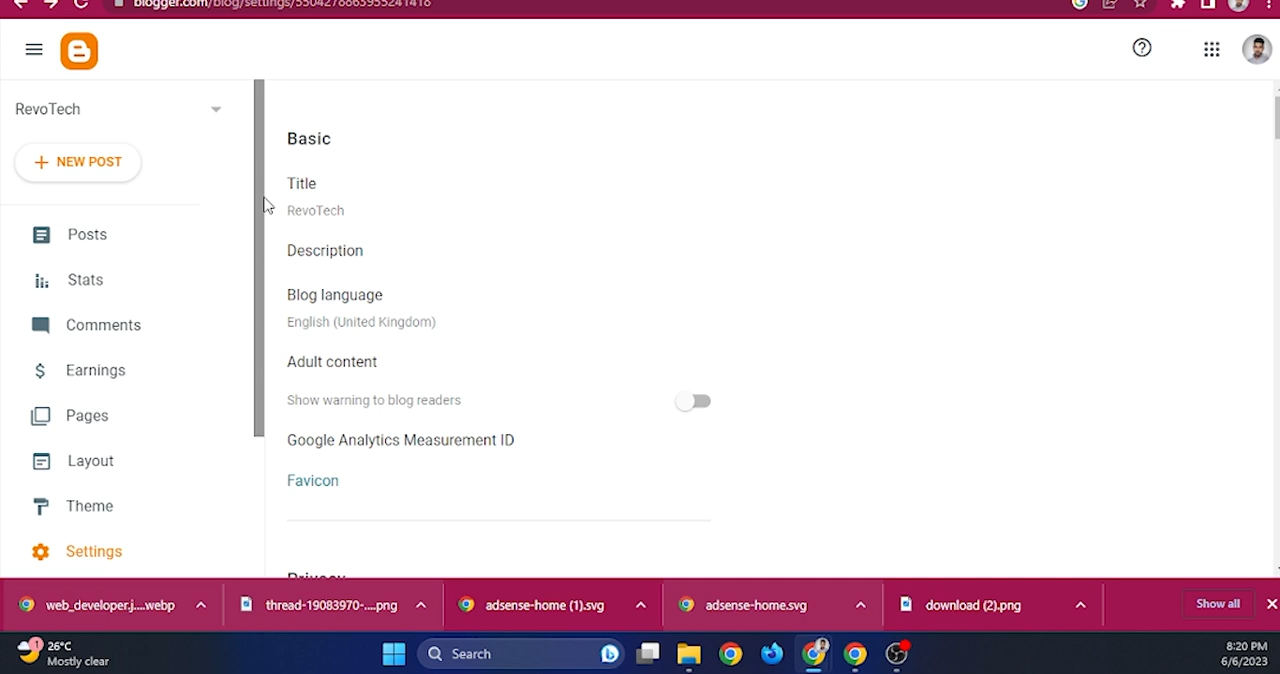 blogger.com/blog/settings/5504278863955241418
RevoTech
NEW POST
Posts
Stats
Comments
Earnings
Pages
Layout
Theme
Settings
Basic
Title
RevoTech
Description
Blog language
English (United Kingdom)
Adult content
Show warning to blog readers
Google Analytics Measurement ID
Favicon
Privacy
web_developer.j....webp
thread-19083970-....png
adsense-home (1).svg
adsense-home.svg
download (2).png
Show all
1
26°C
Mostly clear
Search
8:20 PM
6/6/2023